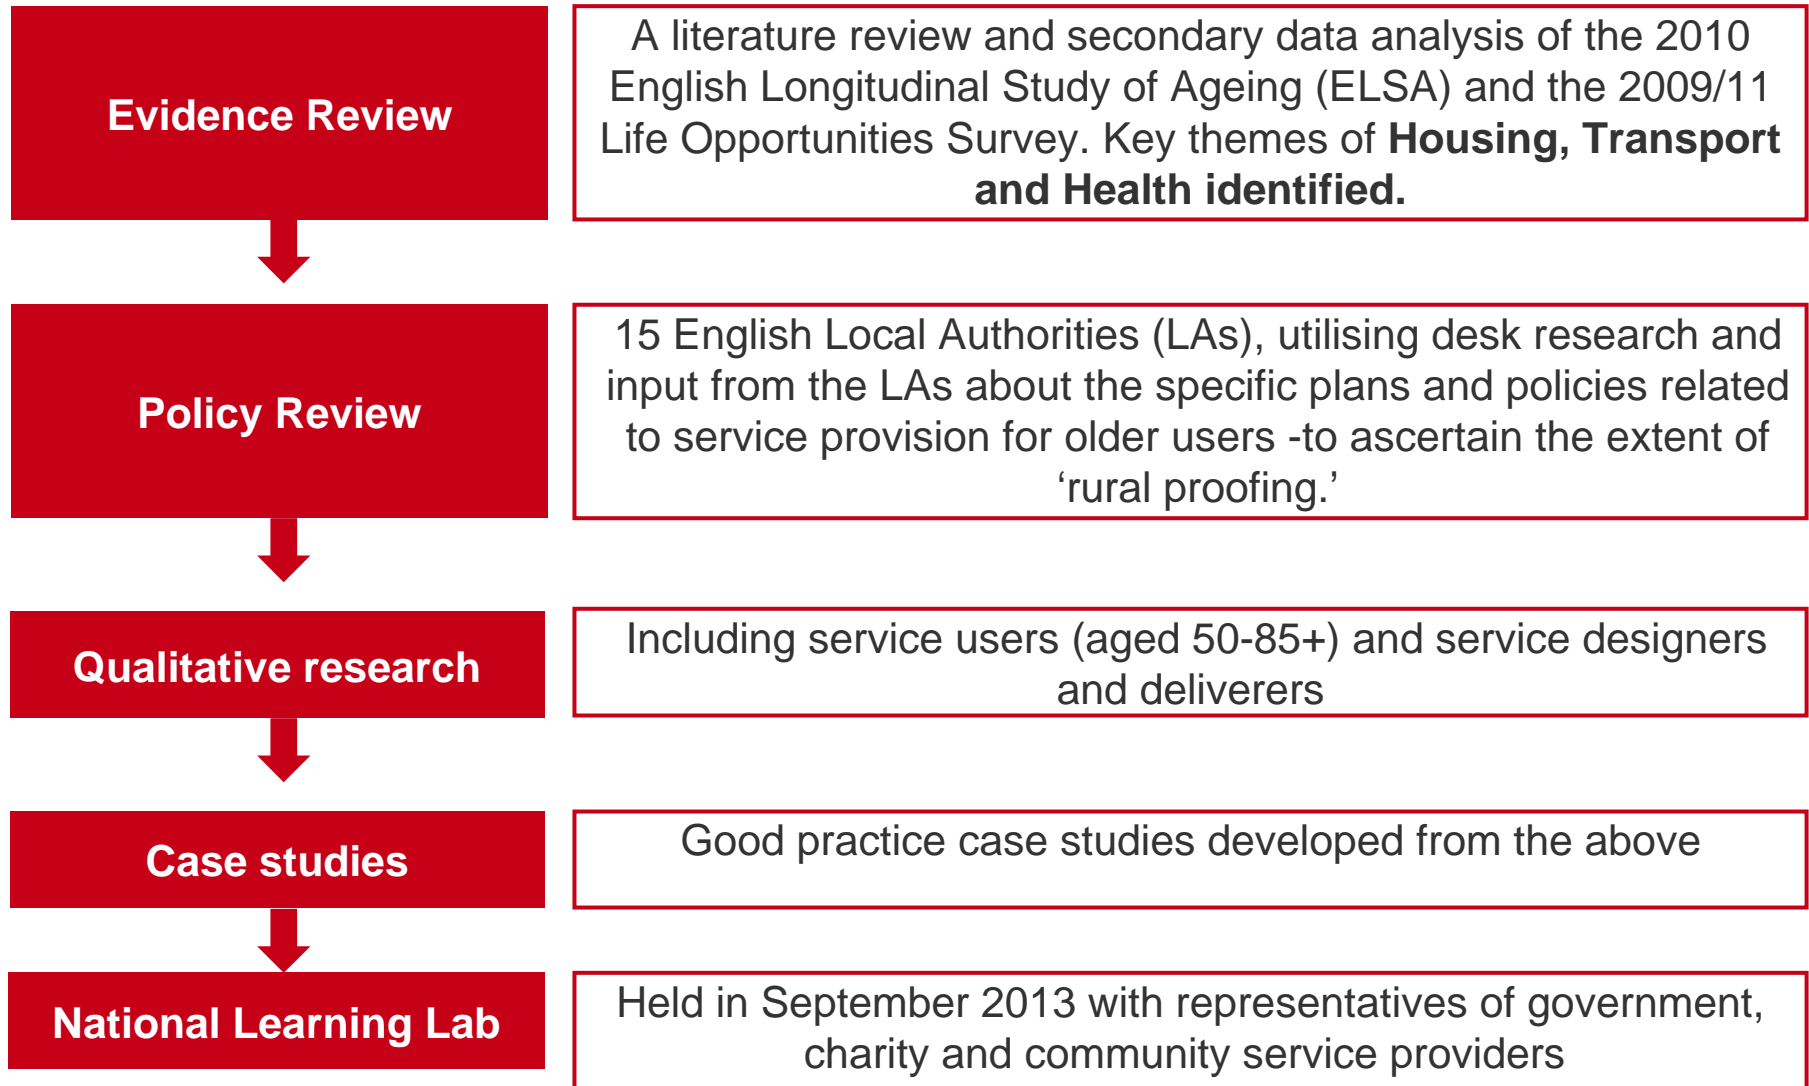 Evidence Review
A literature review and secondary data analysis of the 2010
English Longitudinal Study of Ageing (ELSA) and the 2009/11
Life Opportunities Survey. Key themes of Housing, Transport
and Health identified.
Policy Review
15 English Local Authorities (LAs), utilising desk research and
input from the LAs about the specific plans and policies related
to service provision for older users -to ascertain the extent of
‘rural proofing.’
Qualitative research
Including service users (aged 50-85+) and service designers
and deliverers
Case studies
Good practice case studies developed from the above
National Learning Lab
Held in September 2013 with representatives of government,
charity and community service providers